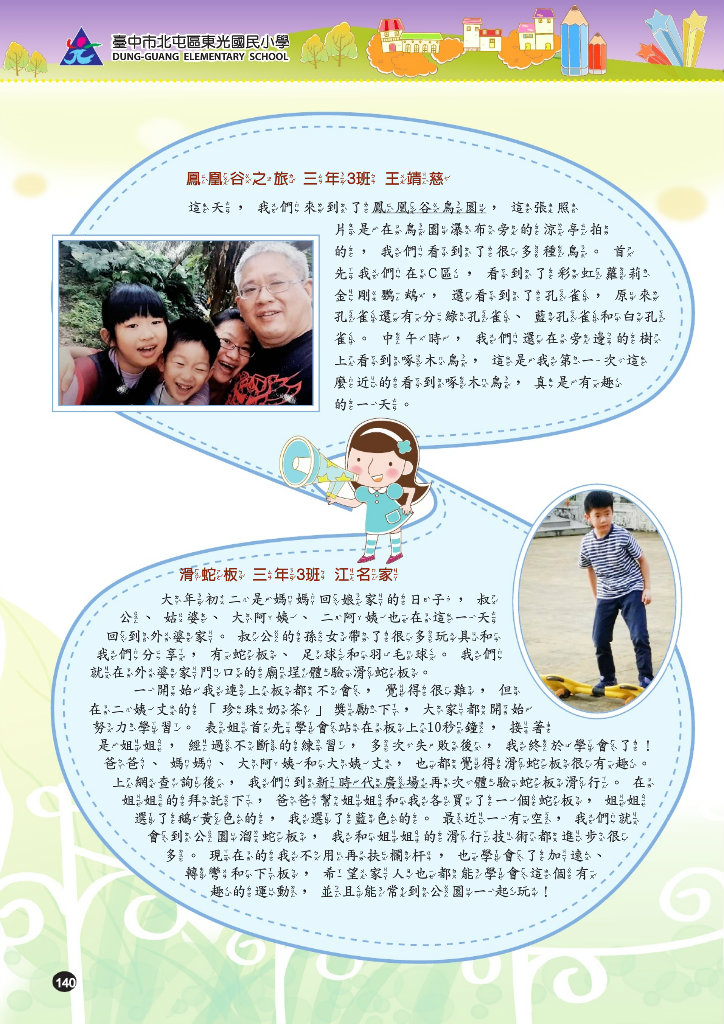 臺中市北屯區東光國民小學
DUNG-GUANG ELEMENTARY SCHOOL
鳳凰谷之旅 三年3班 王靖慈
這天，我們來到了鳳凰谷鳥園，這張照
片是在鳥園瀑布旁的涼亭拍
的，我們看到了很多種鳥。首
先我們在C區，看到了彩虹蘿莉
金剛鸚鵡，還看到了孔雀，原來
孔雀還有分綠孔雀、藍孔雀和白孔
雀。中午時，我們還在旁邊的樹
上看到啄木鳥，這是我第一次這
麼近的看到啄木鳥，真是有趣
的一天。
滑蛇板 三年3班 江名家
大年初二是媽媽回娘家的日子，叔
公、姑婆、大阿姨、二阿姨也在這一天
回到外婆家。叔公的孫女帶了很多玩具和
我們分享，有蛇板、足球和羽毛球。我們
就在外婆家門口的廟埕體驗滑蛇板。
一開始我連上板都不會，覺得很難，但
在二姨丈的「珍珠奶茶」獎勵下，大家都開始
努力學習。表姐首先學會站在板上10秒鐘，接著
是姐姐，經過不斷的練習，多次失敗後，我終於學會了！
爸爸、媽媽、大阿姨和大姨丈，也都覺得滑蛇板很有趣。
上網查詢後，我們到新時代廣場再次體驗蛇板滑行。在
姐姐的拜託下，爸爸幫姐姐和我各買了一個蛇板，姐姐
選了鵝黃色的，我選了藍色的。最近一有空，我們就
會到公園溜蛇板，我和姐姐的滑行技術都進步很
多。現在的我不用再扶欄杆，也學會了加速、
轉彎和下板，希望家人也都能學會這個有
趣的運動，並且能常到公園一起玩！
140